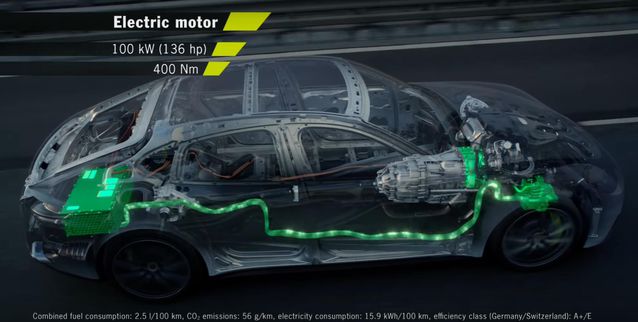 Electric motor
100 kW (136 hp)
400 Nm
Combined fuel consumption: 2.5 l/100 km, CO₂ emissions: 56 g/km, electricity consumption: 15.9 kWh/100 km, efficiency class (Germany/Switzerland): A+/E